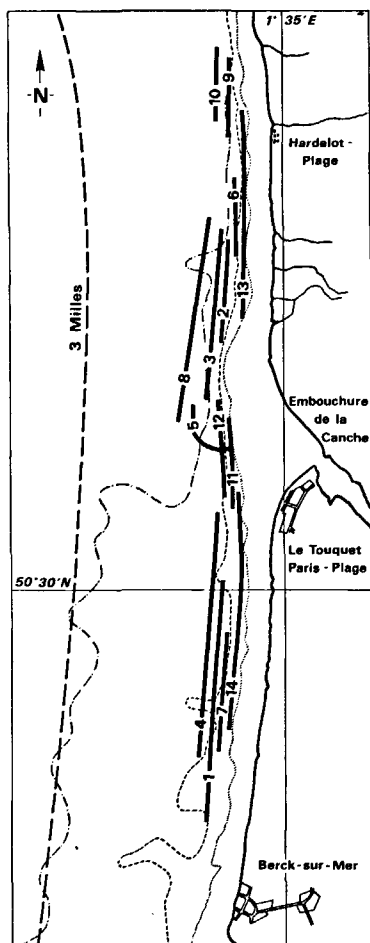 1° 35′ E
-N-
9
10
Hardelot -
Plage
6
13
2
3
3 Milles
8
5
12
Embouchure
de la
Canche
11
Le Touquet
Paris - Plage
50° 30′ N
14
7
4
1
Berck - sur - Mer